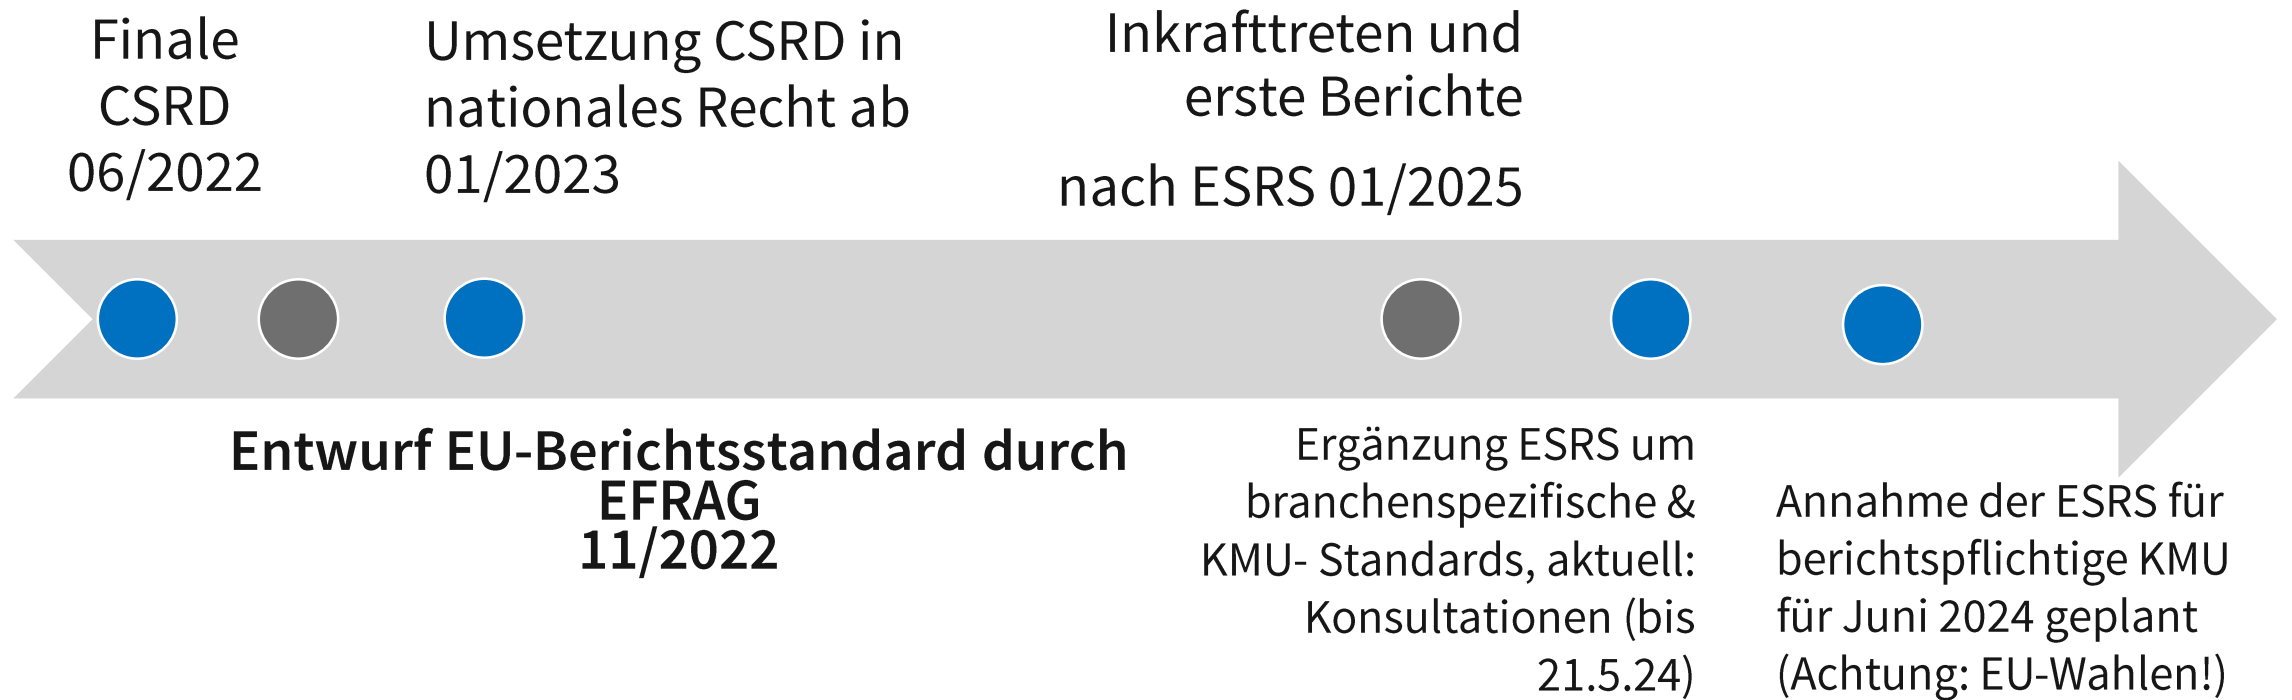 Finale
CSRD
06/2022
Umsetzung CSRD in
nationales Recht ab
01/2023
Inkrafttreten und
erste Berichte
nach ESRS 01/2025
Entwurf EU-Berichtsstandard durch
EFRAG
11/2022
Ergänzung ESRS um
branchenspezifische &
KMU- Standards, aktuell:
Konsultationen (bis
21.5.24)
Annahme der ESRS für
berichtspflichtige KMU
für Juni 2024 geplant
(Achtung: EU-Wahlen!)